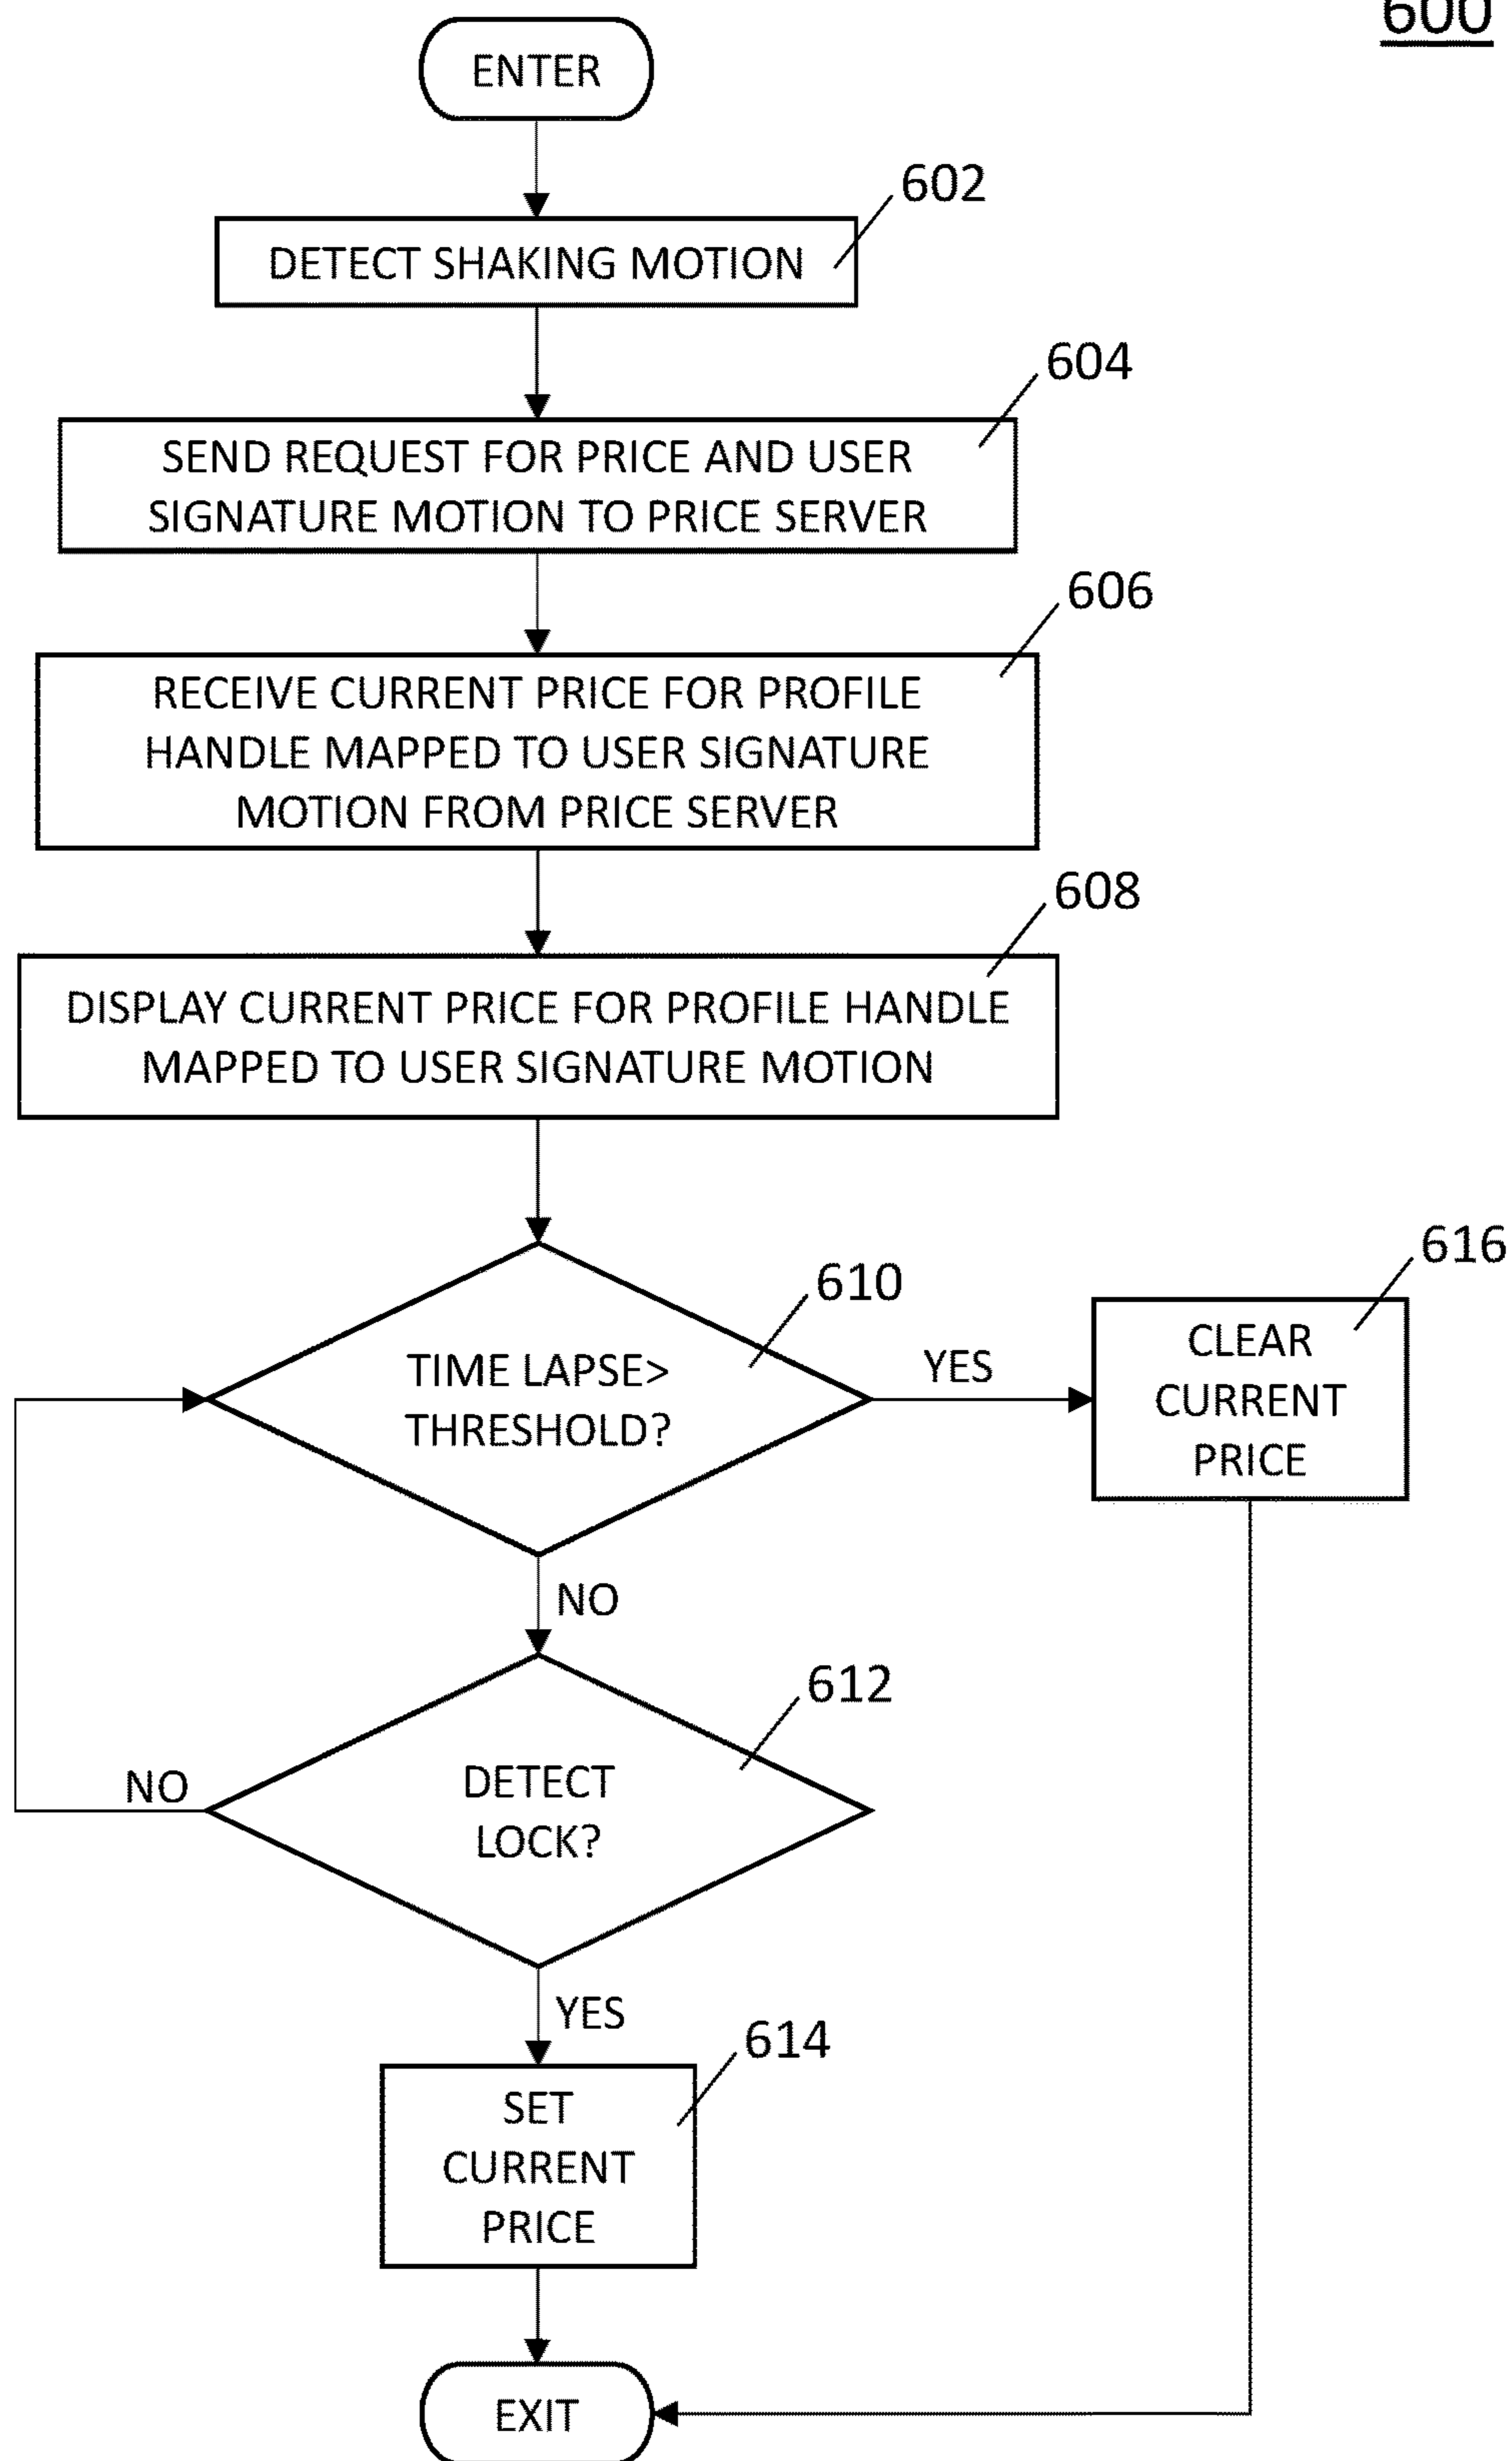 600
ENTER
602
DETECT SHAKING MOTION
604
SEND REQUEST FOR PRICE AND USER
SIGNATURE MOTION TO PRICE SERVER
606
RECEIVE CURRENT PRICE FOR PROFILE
HANDLE MAPPED TO USER SIGNATURE
MOTION FROM PRICE SERVER
608
DISPLAY CURRENT PRICE FOR PROFILE HANDLE
MAPPED TO USER SIGNATURE MOTION
610
TIME LAPSE>
THRESHOLD?
YES
616
CLEAR
CURRENT
PRICE
NO
612
DETECT
LOCK?
NO
YES
614
SET
CURRENT
PRICE
EXIT